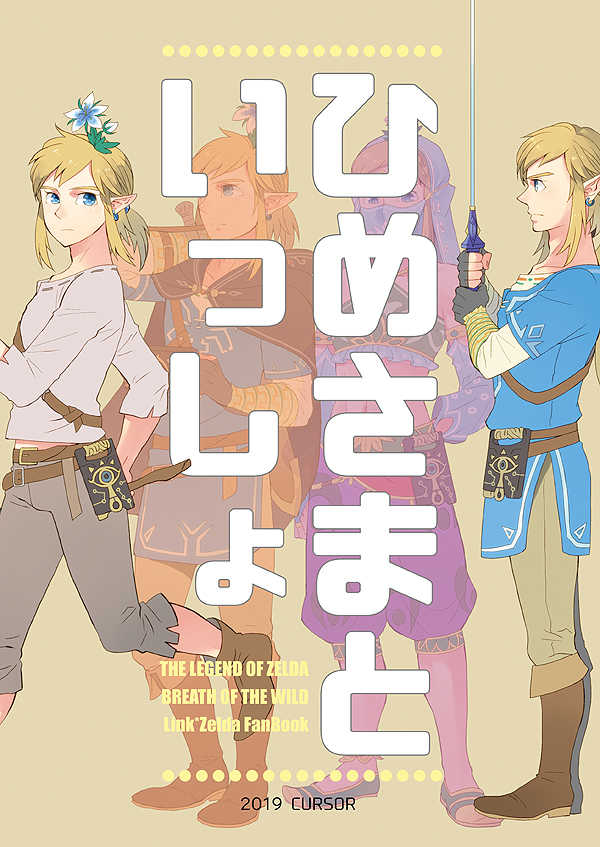 ひめさまと
いっしょ
THE LEGEND OF ZELDA
BREATH OF THE WILD
Link*Zelda FanBook
2019 CURSOR